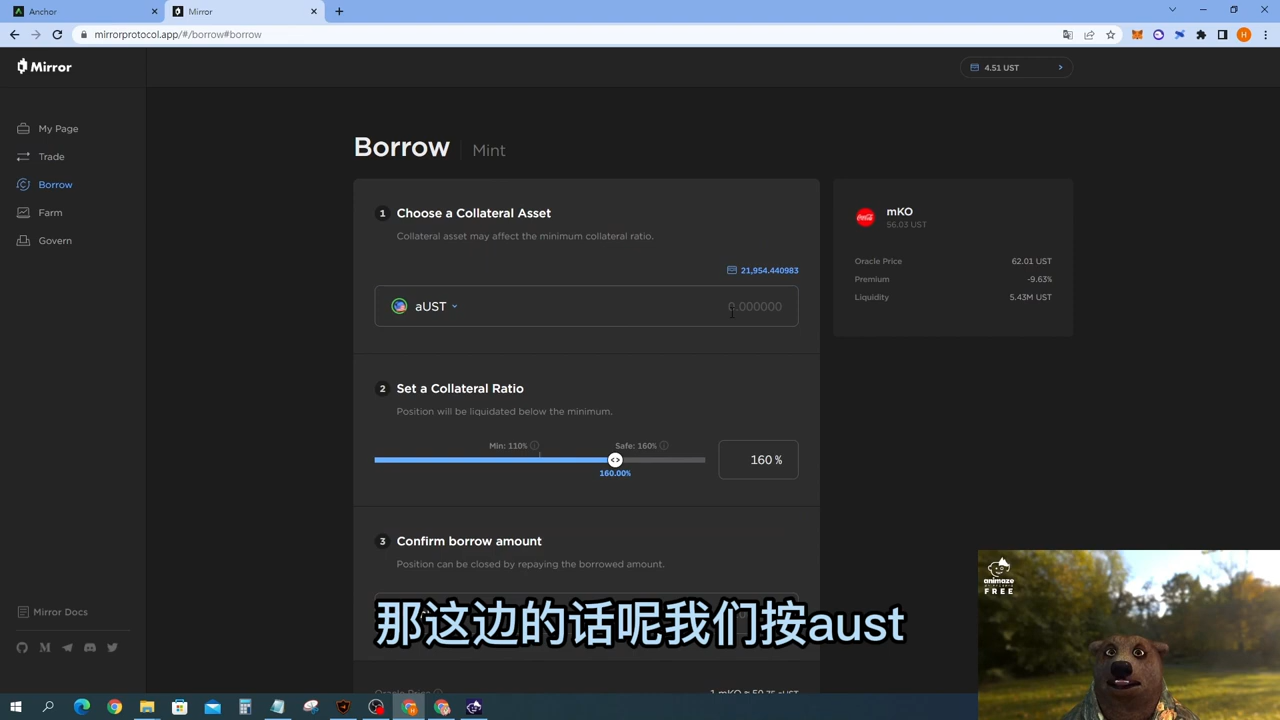 Anchor
Mirror
mirrorprotocol.app/#/borrow#borrow
Mirror
4.51 UST
My Page
Trade
Borrow
Farm
Govern
Borrow
Mint
1
Choose a Collateral Asset
Collateral asset may affect the minimum collateral ratio.
21,954.440983
aUST
0.000000
mKO
56.03 UST
Oracle Price
62.01 UST
Premium
-9.63%
Liquidity
5.43M UST
2
Set a Collateral Ratio
Position will be liquidated below the minimum.
Min: 110%
Safe: 160%
160.00%
160 %
3
Confirm borrow amount
Position can be closed by repaying the borrowed amount.
那这边的话呢我们按aust
Mirror Docs
animaze
FREE